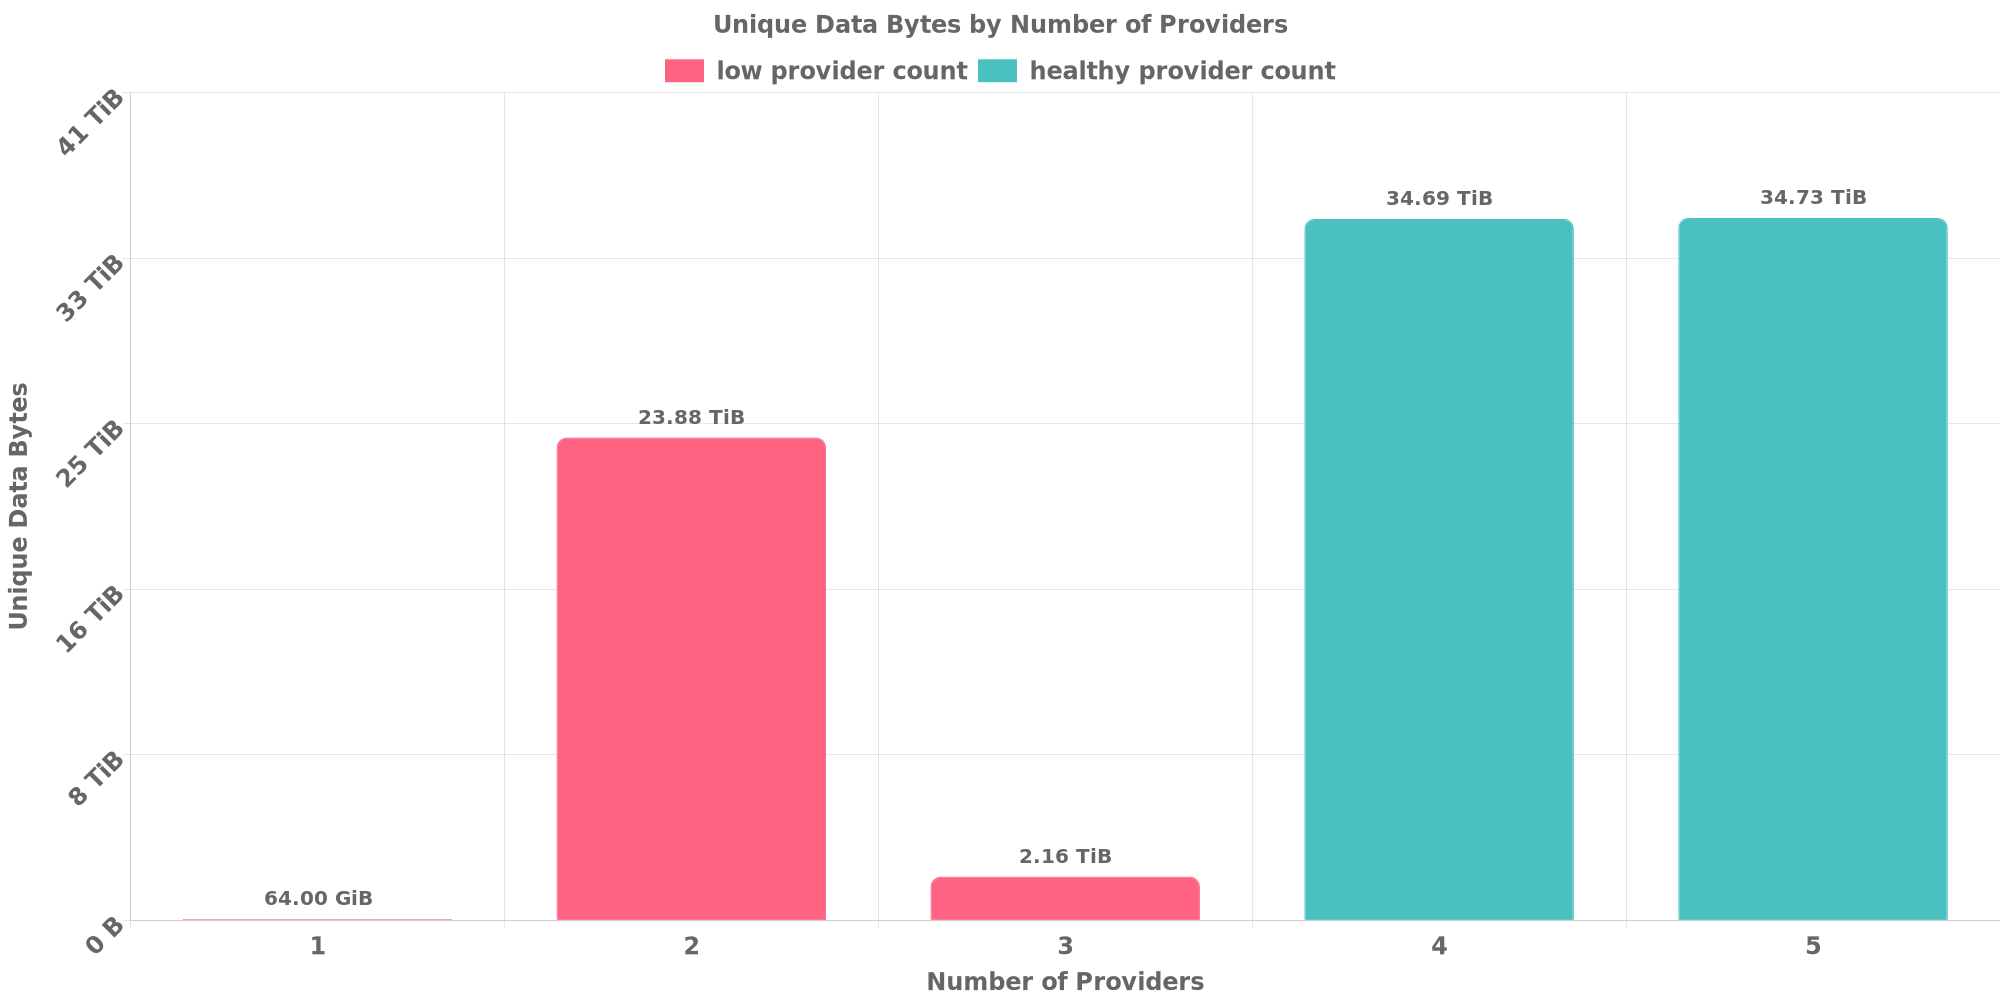 Unique Data Bytes by Number of Providers
low provider count healthy provider count
41 TiB
33 TiB
25 TiB
16 TiB
8 TiB
0 B
Unique Data Bytes
64.00 GiB
23.88 TiB
2.16 TiB
34.69 TiB
34.73 TiB
1 2 3 4 5
Number of Providers